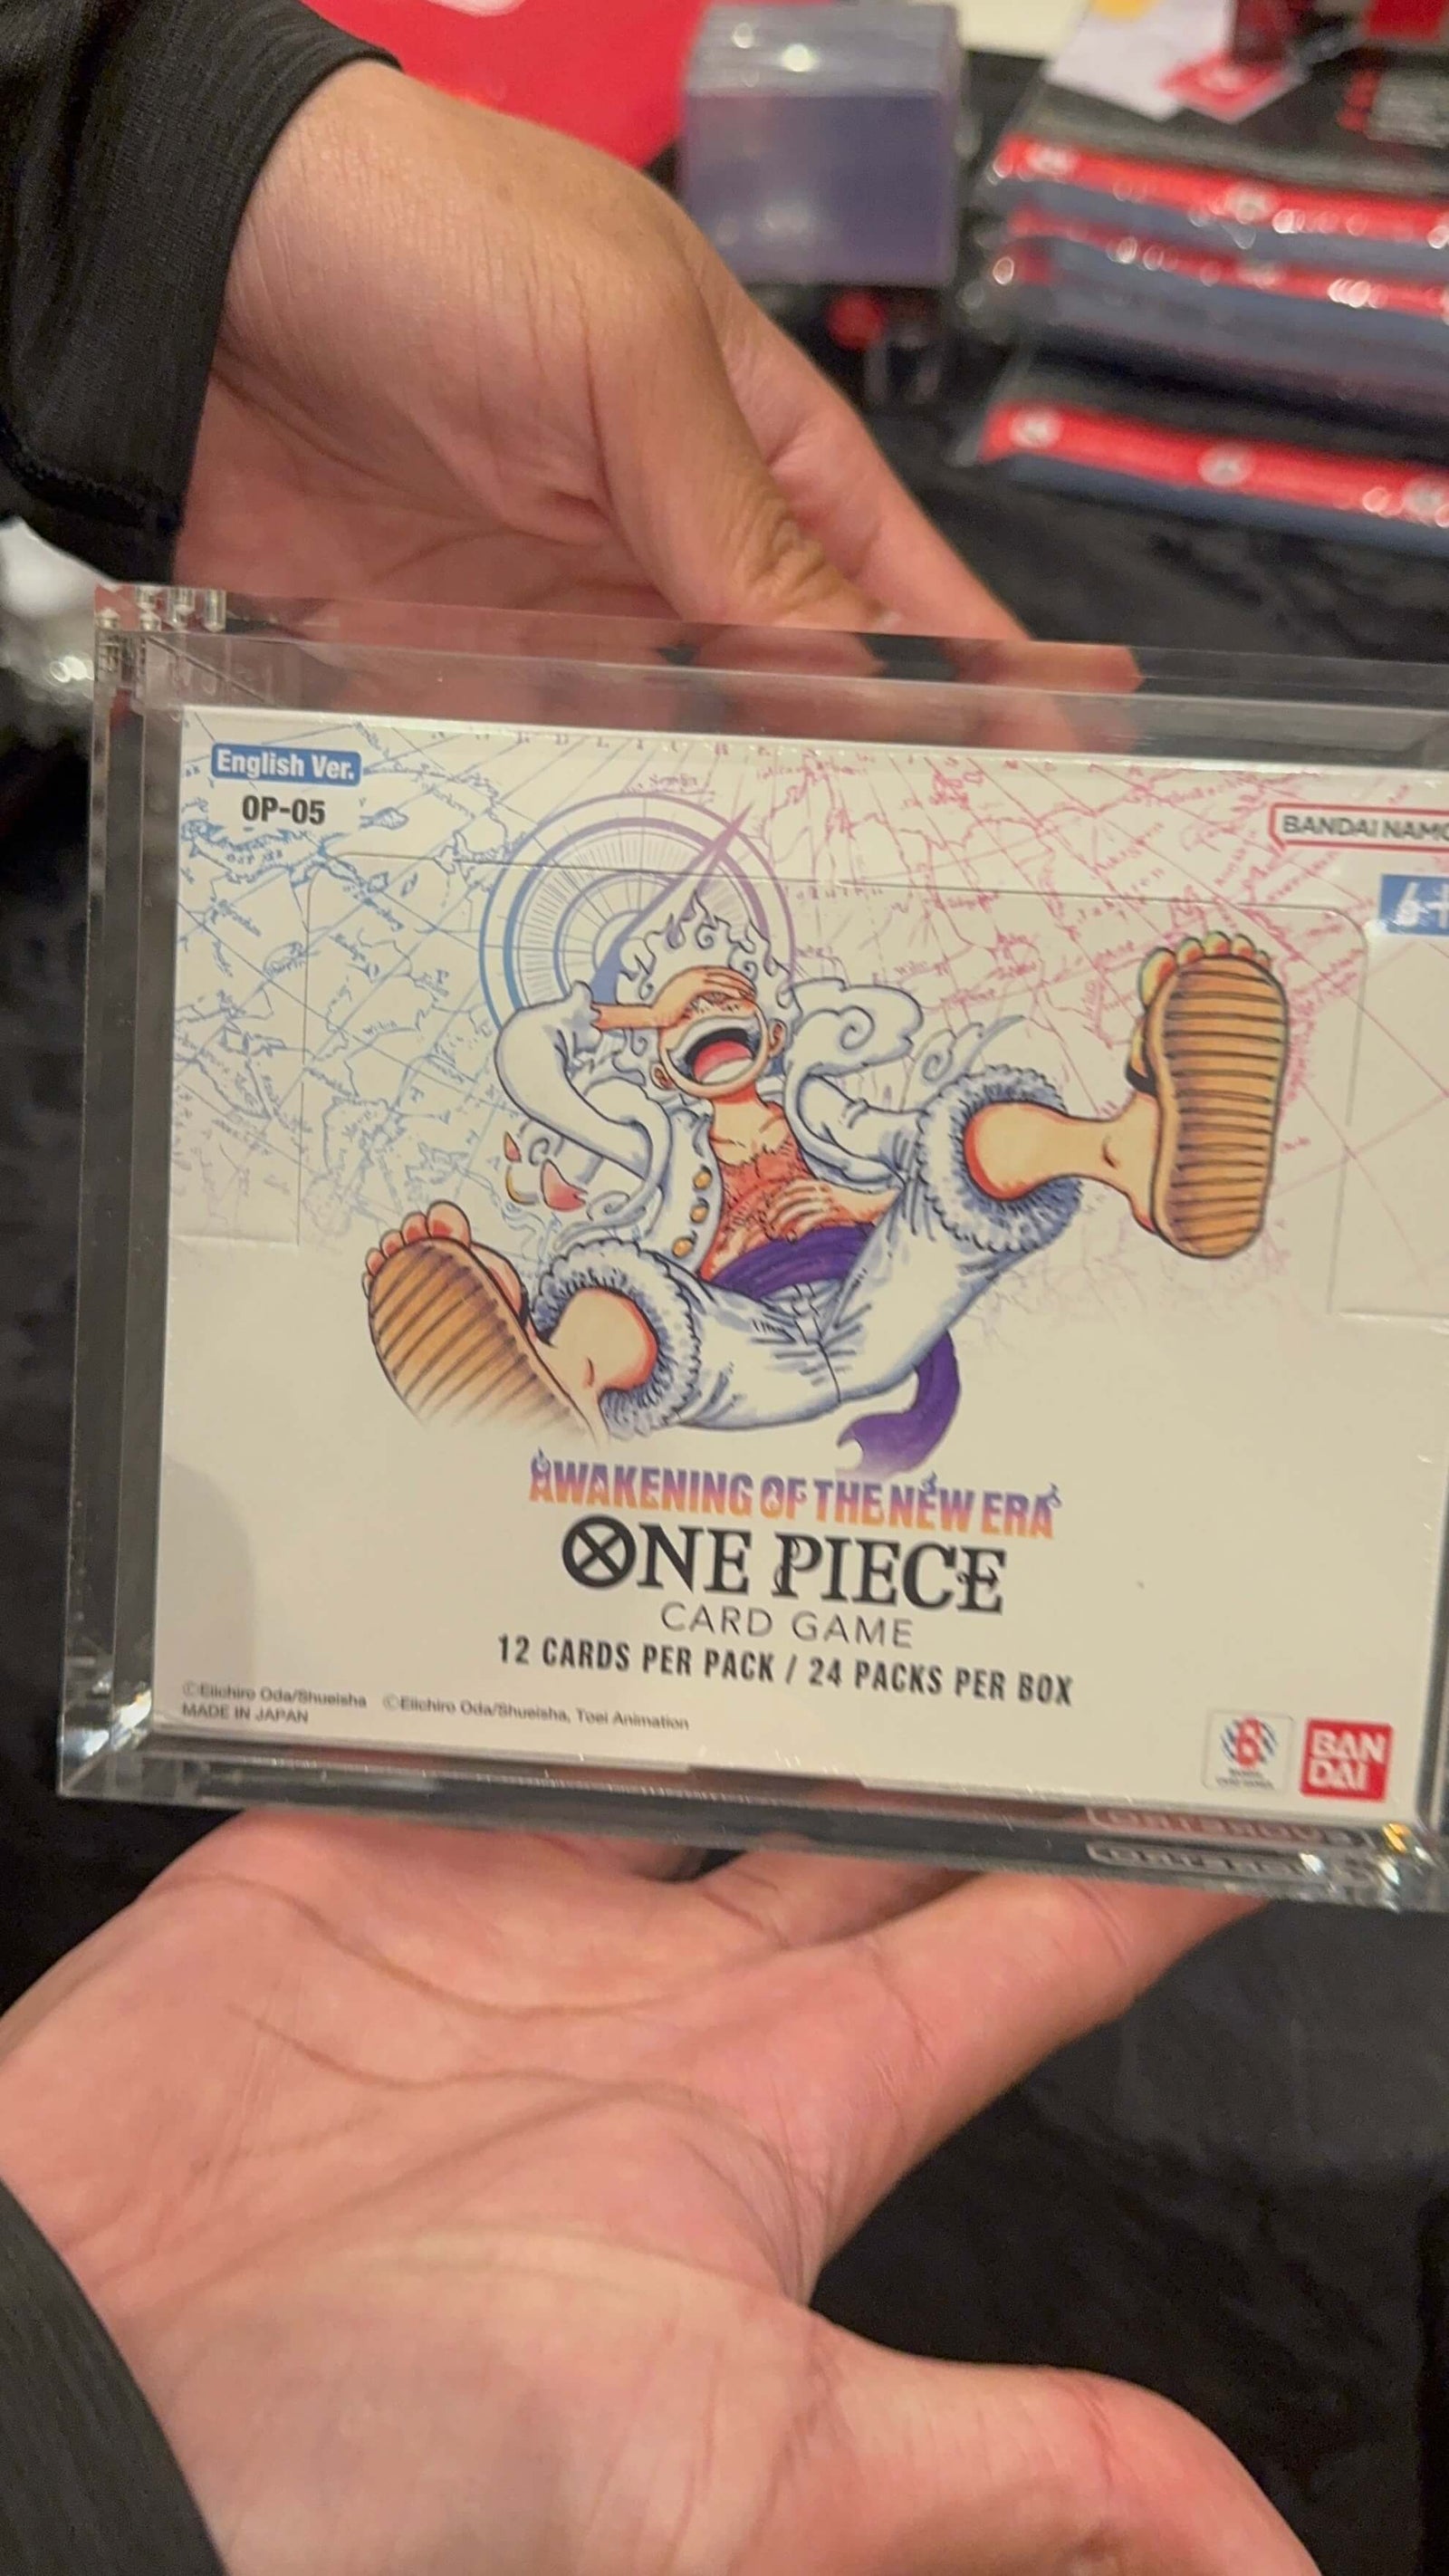 English Ver.
OP-05
BANDAI NAMC
6+
AWAKENING OF THE NEW ERA
ONE PIECE
CARD GAME
12 CARDS PER PACK / 24 PACKS PER BOX
©Eiichiro Oda/Shueisha ©Eiichiro Oda/Shueisha, Toei Animation
MADE IN JAPAN
BAN
DAI